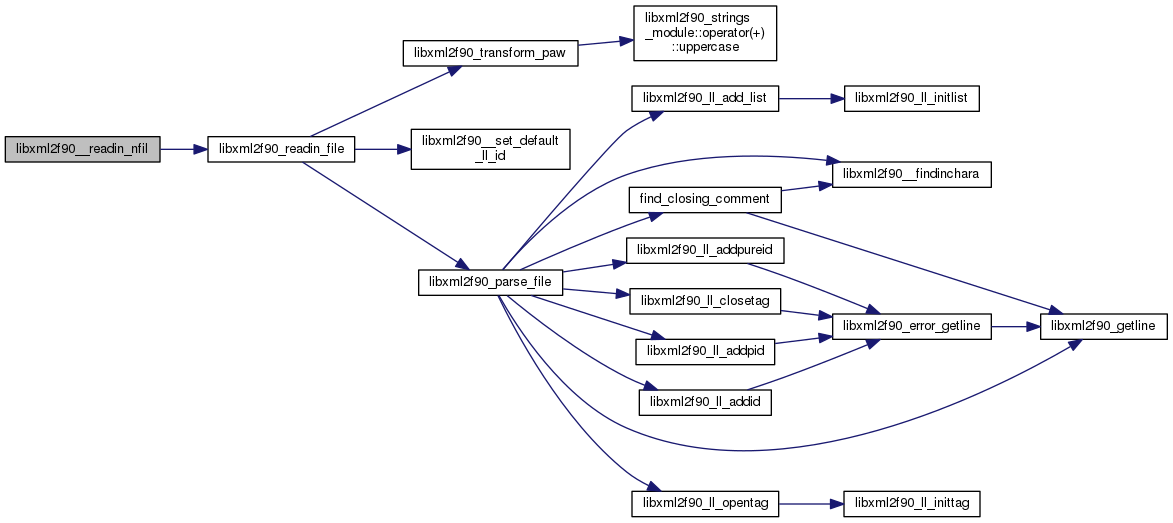 libxml2f90__readin_nfil
libxml2f90_readin_file
libxml2f90_transform_paw
libxml2f90__set_default
_ll_id
libxml2f90_parse_file
libxml2f90_strings
_module::operator(+)
::uppercase
libxml2f90_ll_add_list
find_closing_comment
libxml2f90_ll_addpureid
libxml2f90_ll_closetag
libxml2f90_ll_addpid
libxml2f90_ll_addid
libxml2f90_ll_opentag
libxml2f90_ll_initlist
libxml2f90__findinchara
libxml2f90_error_getline
libxml2f90_ll_inittag
libxml2f90_getline